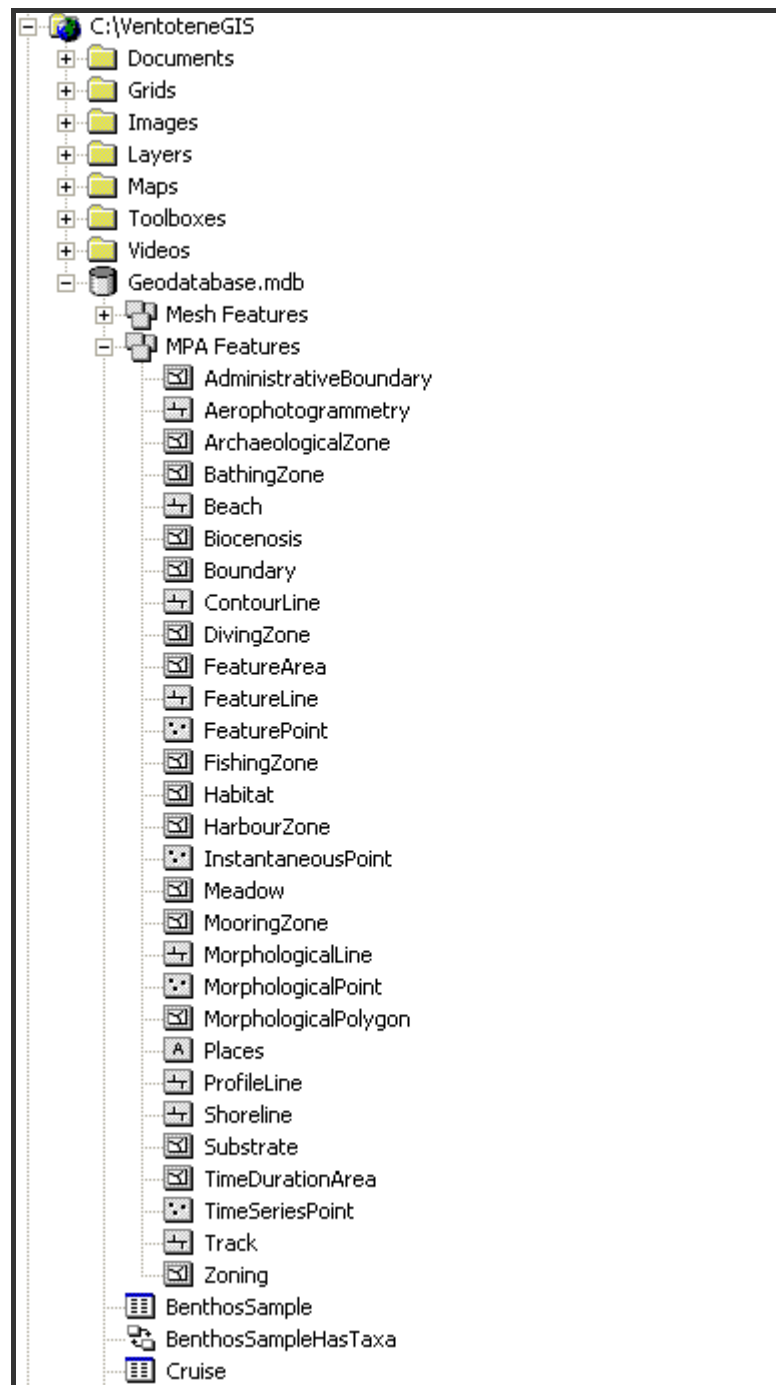 C:\VentoteneGIS
Documents
Grids
Images
Layers
Maps
Toolboxes
Videos
Geodatabase.mdb
Mesh Features
MPA Features
AdministrativeBoundary
Aerophotogrammetry
ArchaeologicalZone
BathingZone
Beach
Biocenosis
Boundary
ContourLine
DivingZone
FeatureArea
FeatureLine
FeaturePoint
FishingZone
Habitat
HarbourZone
InstantaneousPoint
Meadow
MooringZone
MorphologicalLine
MorphologicalPoint
MorphologicalPolygon
A Places
ProfileLine
Shoreline
Substrate
TimeDurationArea
TimeSeriesPoint
Track
Zoning
BenthosSample
BenthosSampleHasTaxa
Cruise